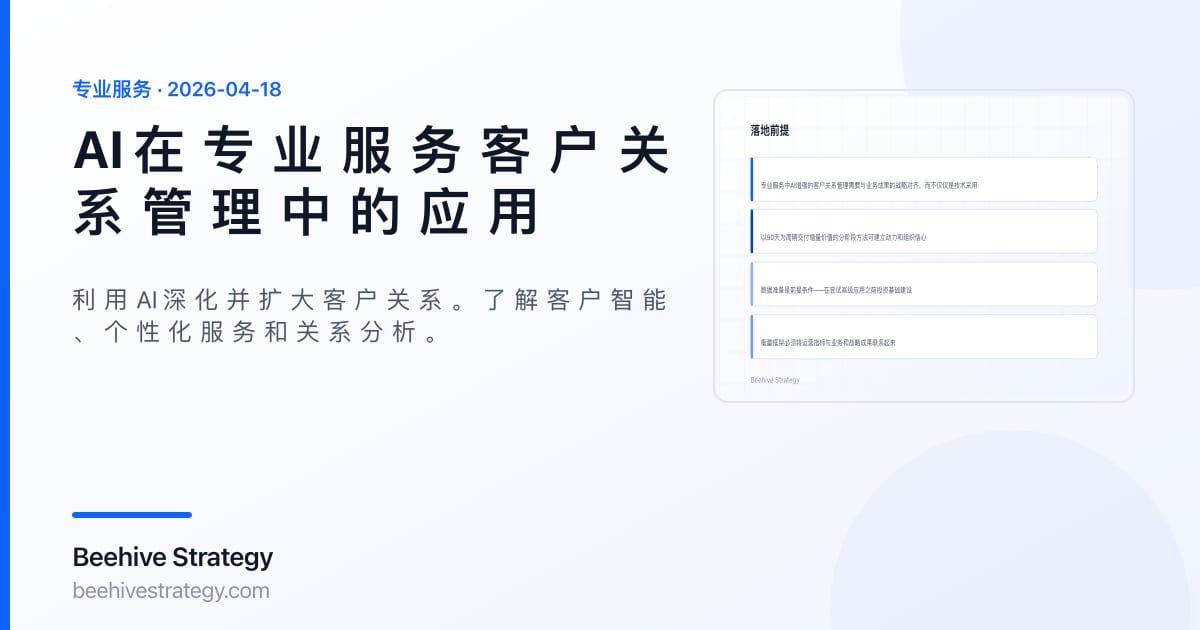 专业服务 · 2026-04-18
AI在专业服务客户关
系管理中的应用
利用AI深化并扩大客户关系。了解客户智能
、个性化服务和关系分析。
Beehive Strategy
beehivestrategy.com
落地前提
专业服务中AI增强的客户关系管理需要与业务成果的战略对齐，而不仅仅是技术采用
以90天为周期交付增量价值的分阶段方法可建立动力和组织信心
数据准备是前提条件——在尝试高级应用之前投资基础建设
衡量框架必须将运营指标与业务和战略成果联系起来
Beehive Strategy